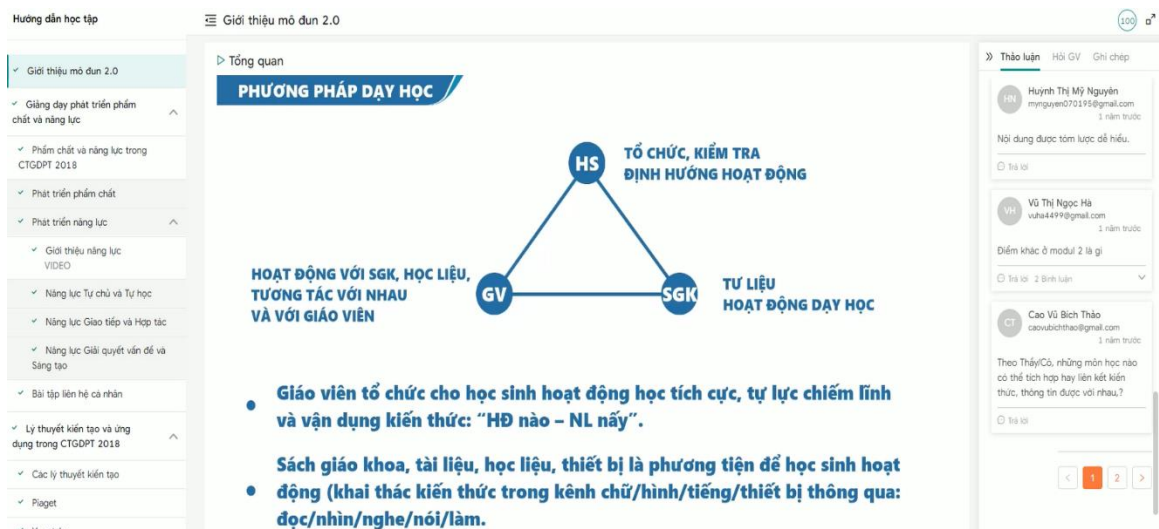 Hướng dẫn học tập
Giới thiệu mô đun 2.0
100
Giới thiệu mô đun 2.0
Giảng dạy phát triển phẩm
chất và năng lực
Phẩm chất và năng lực trong
CTGDPT 2018
Phát triển phẩm chất
Phát triển năng lực
Giới thiệu năng lực
VIDEO
Năng lực Tự chủ và Tự học
Năng lực Giao tiếp và Hợp tác
Năng lực Giải quyết vấn đề và
Sáng tạo
Bài tập liên hệ cá nhân
Lý thuyết kiến tạo và ứng
dụng trong CTGDPT 2018
Các lý thuyết kiến tạo
Piaget
Tổng quan
PHƯƠNG PHÁP DẠY HỌC
HS
TỔ CHỨC, KIỂM TRA
ĐỊNH HƯỚNG HOẠT ĐỘNG
HOẠT ĐỘNG VỚI SGK, HỌC LIỆU,
TƯƠNG TÁC VỚI NHAU
VÀ VỚI GIÁO VIÊN
GV
SGK
TƯ LIỆU
HOẠT ĐỘNG DẠY HỌC
• Giáo viên tổ chức cho học sinh hoạt động học tích cực, tự lực chiếm lĩnh
và vận dụng kiến thức: “HĐ nào – NL nấy”.
• Sách giáo khoa, tài liệu, học liệu, thiết bị là phương tiện để học sinh hoạt
động (khai thác kiến thức trong kênh chữ/hình/tiếng/thiết bị thông qua:
đọc/nhìn/nghe/nói/làm.
Thảo luận Hỏi GV Ghi chép
HN
Huỳnh Thị Mỹ Nguyên
mynguyen070195@gmail.com
1 năm trước
Nội dung được tóm lược dễ hiểu.
Trả lời
VH
Vũ Thị Ngọc Hà
vuha4499@gmail.com
1 năm trước
Điểm khác ở modul 2 là gì
Trả lời 2 Bình luận
CT
Cao Vũ Bích Thảo
caovubichthao@gmail.com
1 năm trước
Theo Thầy/Cô, những môn học nào
có thể tích hợp hay liên kết kiến
thức, thông tin được với nhau,?
Trả lời
< 1 2 >